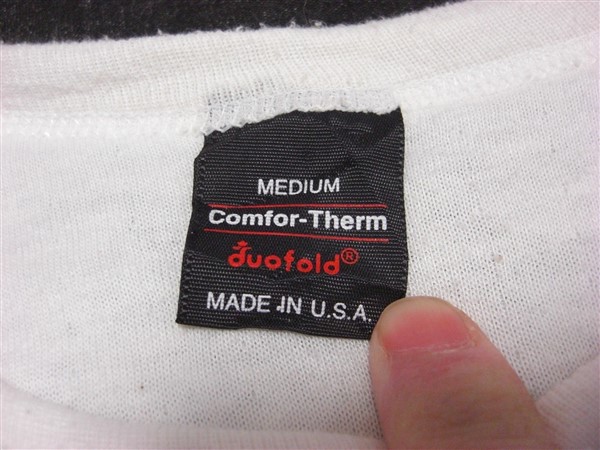 MEDIUM
Comfor-Therm
duofold®
MADE IN U.S.A.